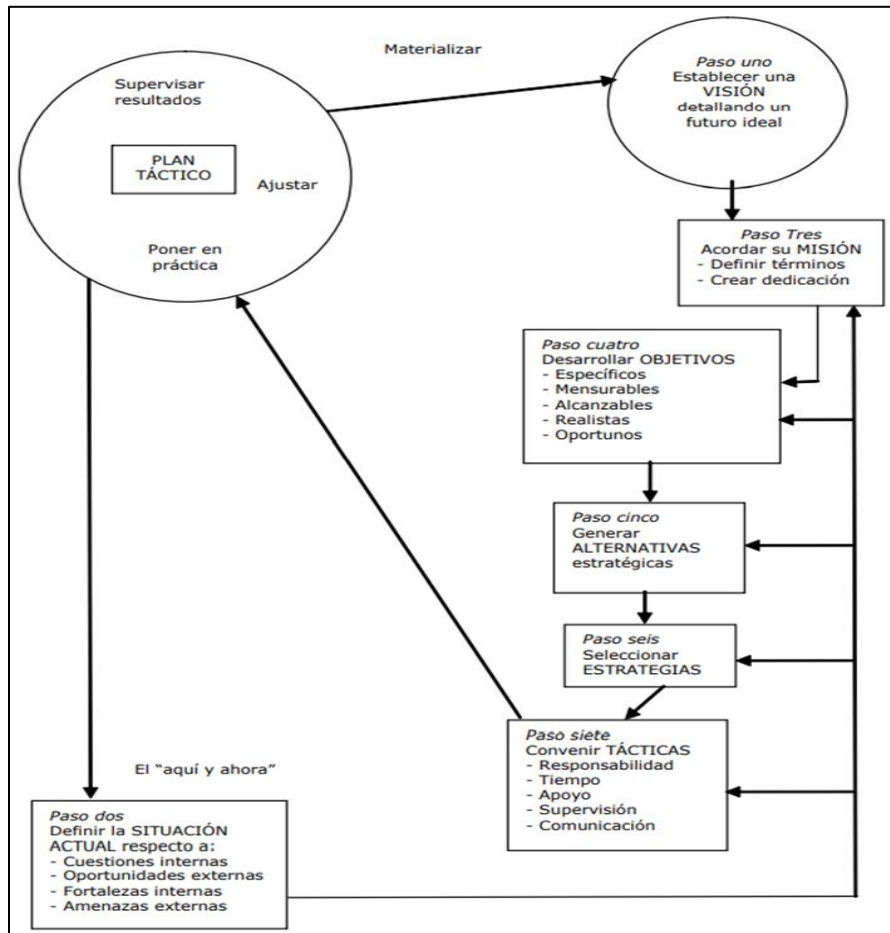 Materializar
Supervisar
resultados
PLAN
TÁCTICO
Ajustar
Poner en
práctica
Paso uno
Establecer una
VISIÓN
detallando un
futuro ideal
Paso Tres
Acordar su MISIÓN
- Definir términos
- Crear dedicación
Paso cuatro
Desarrollar OBJETIVOS
- Específicos
- Mensurables
- Alcanzables
- Realistas
- Oportunos
Paso cinco
Generar
ALTERNATIVAS
estratégicas
Paso seis
Seleccionar
ESTRATEGIAS
Paso siete
Convenir TÁCTICAS
- Responsabilidad
- Tiempo
- Apoyo
- Supervisión
- Comunicación
El “aquí y ahora”
Paso dos
Definir la SITUACIÓN
ACTUAL respecto a:
- Cuestiones internas
- Oportunidades externas
- Fortalezas internas
- Amenazas externas